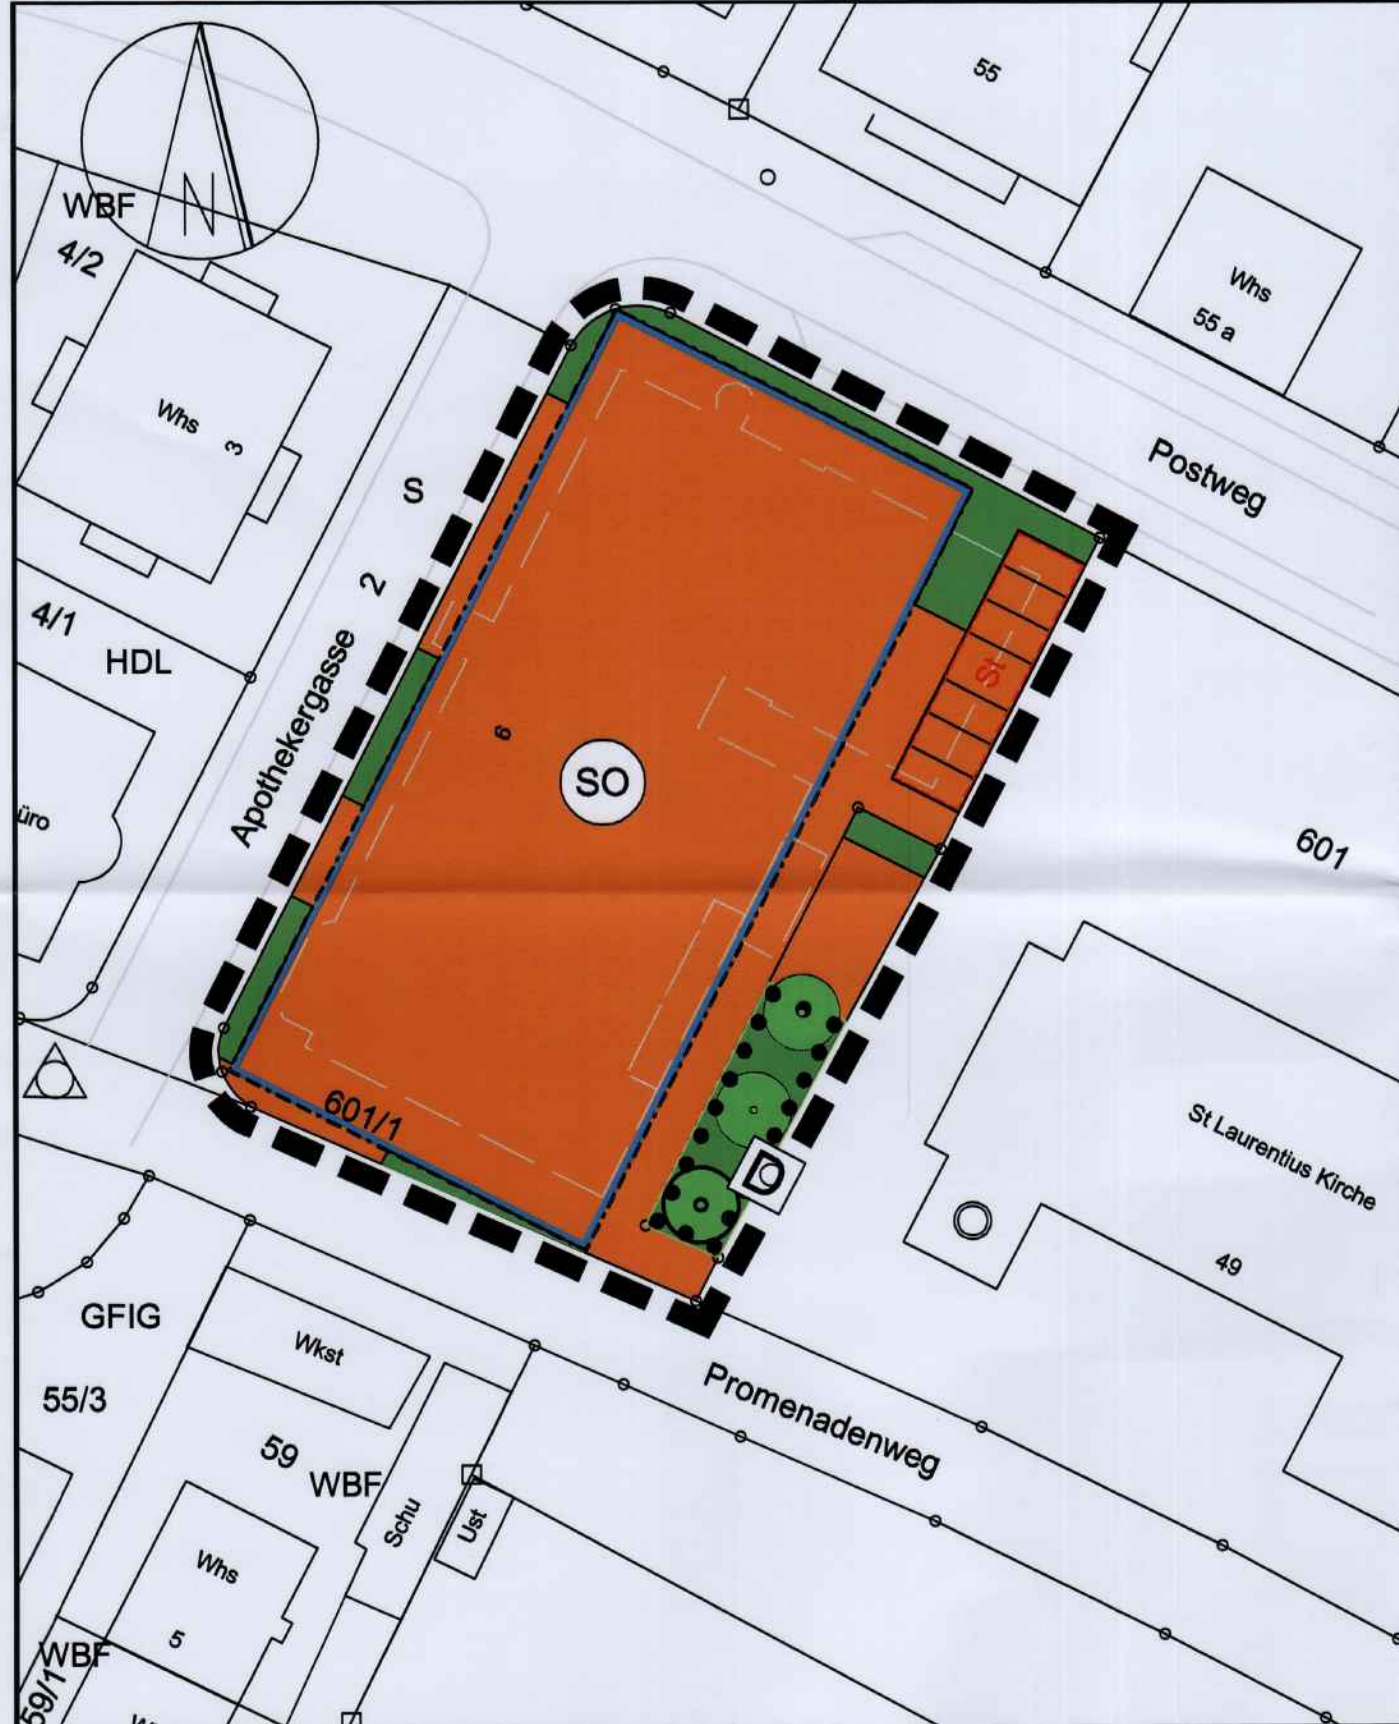 55
N
WBF
4/2
Whs
55 a
Whs
3
Postweg
S
2
4/1
HDL
St
Apothekergasse
6
SO
üro
601
601/1
St Laurentius Kirche
D
49
GFIG
Wkst
55/3
Promenadenweg
59
WBF
Schu
Ust
Whs
5
WBF
59/1